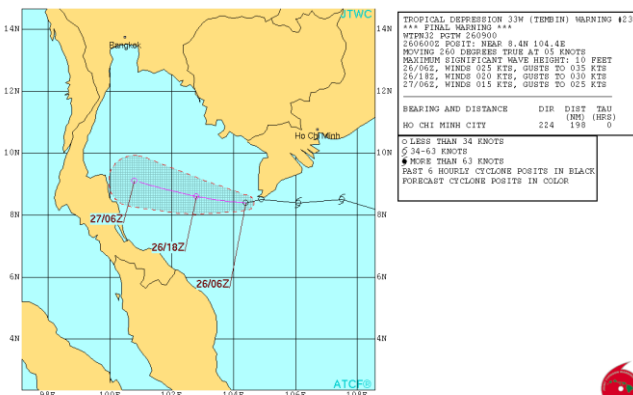 14N
12N
10N
8N
6N
4N
98E
100E
102E
104E
106E
108E
JTWC
14N
12N
10N
8N
6N
4N
Bangkok
Ho Chi Minh
27/06Z
26/18Z
26/06Z
ATCF®
TROPICAL DEPRESSION 33W (TEMBIN) WARNING #23
*** FINAL WARNING ***
WTPN32 PGTW 260900
260600Z POSIT: NEAR 8.4N 104.4E
MOVING 260 DEGREES TRUE AT 05 KNOTS
MAXIMUM SIGNIFICANT WAVE HEIGHT: 10 FEET
26/06Z, WINDS 025 KTS, GUSTS TO 035 KTS
26/18Z, WINDS 020 KTS, GUSTS TO 030 KTS
27/06Z, WINDS 015 KTS, GUSTS TO 025 KTS
BEARING AND DISTANCE DIR DIST TAU
(NM) (HRS)
HO CHI MINH CITY 224 198 0
LESS THAN 34 KNOTS
34-63 KNOTS
MORE THAN 63 KNOTS
PAST 6 HOURLY CYCLONE POSITS IN BLACK
FORECAST CYCLONE POSITS IN COLOR